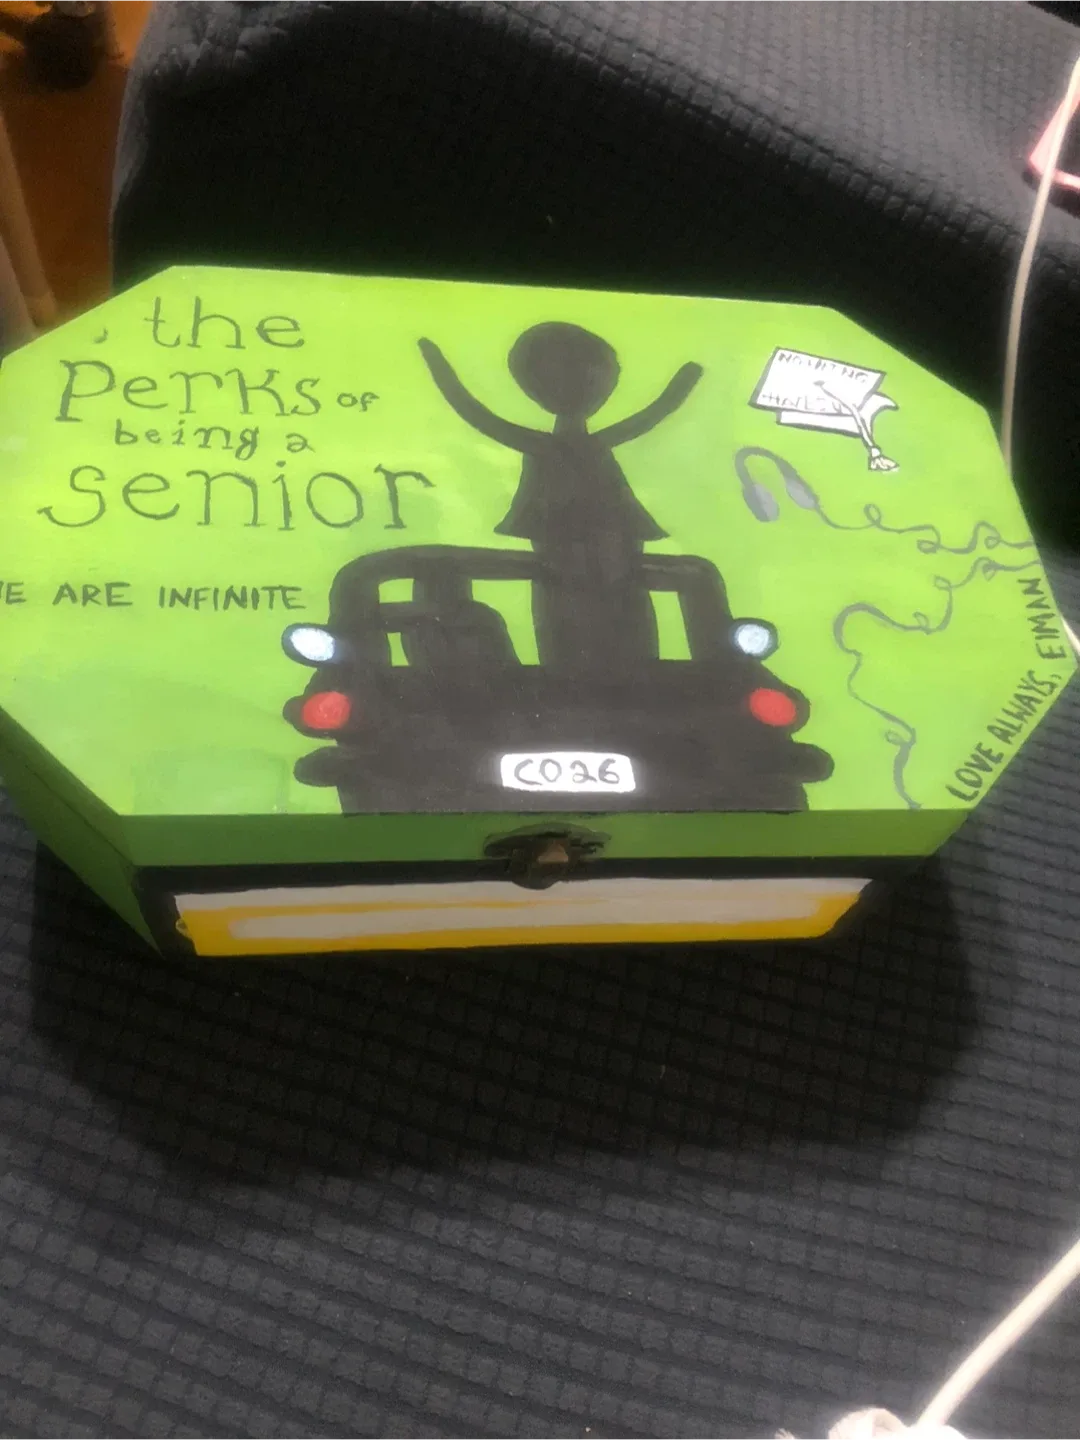 the
Perks of
being a
senior
E ARE INFINITE
CO26
LOVE ALWAYS, EIMAN